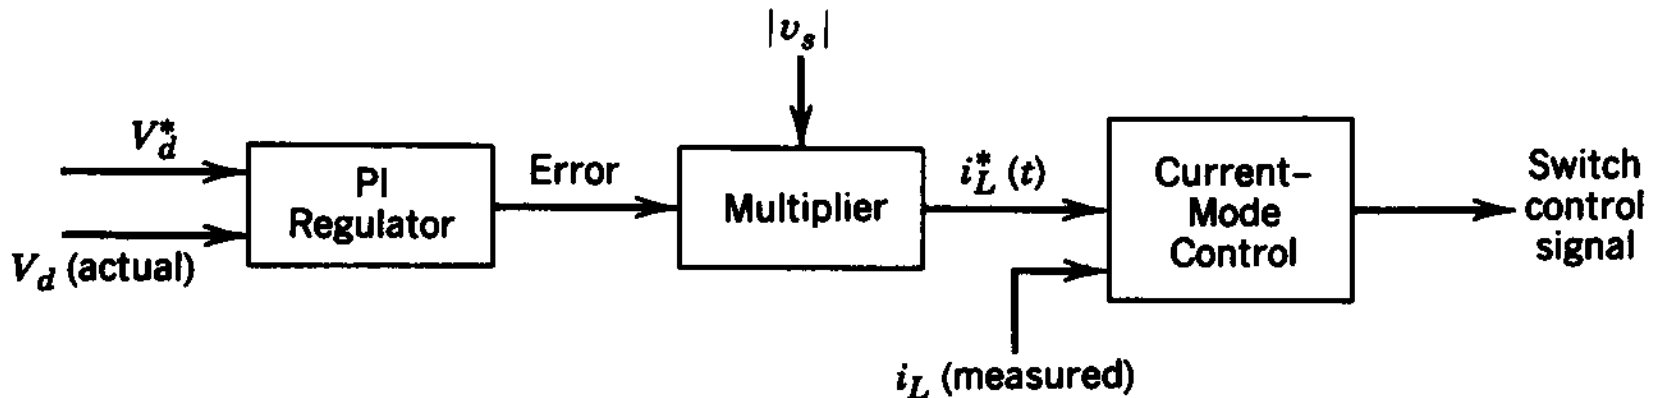 |v_s|
V_d^*
PI
Regulator
V_d (actual)
Error
Multiplier
i_L^* (t)
Current–
Mode
Control
i_L (measured)
Switch
control
signal